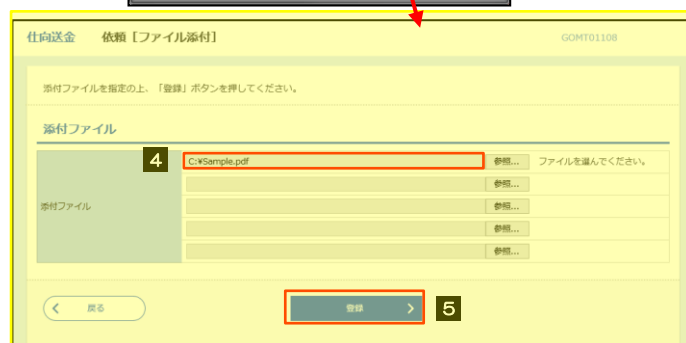 仕向送金 依頼［ファイル添付］ GOMT01108
添付ファイルを指定の上、「登録」ボタンを押してください。
添付ファイル
4 C:¥Sample.pdf 参照... ファイルを選んでください。
参照...
添付ファイル 参照...
参照...
参照...
戻る 登録 5